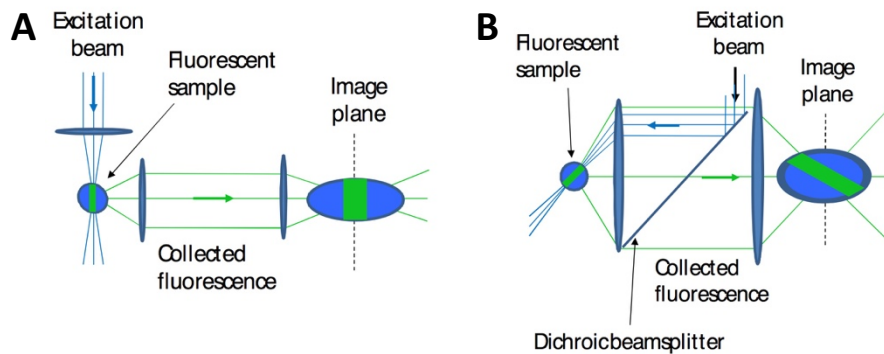 A
Excitation
beam
Fluorescent
sample
Image
plane
Collected
fluorescence
B
Fluorescent
sample
Excitation
beam
Image
plane
Collected
fluorescence
Dichroicbeamsplitter